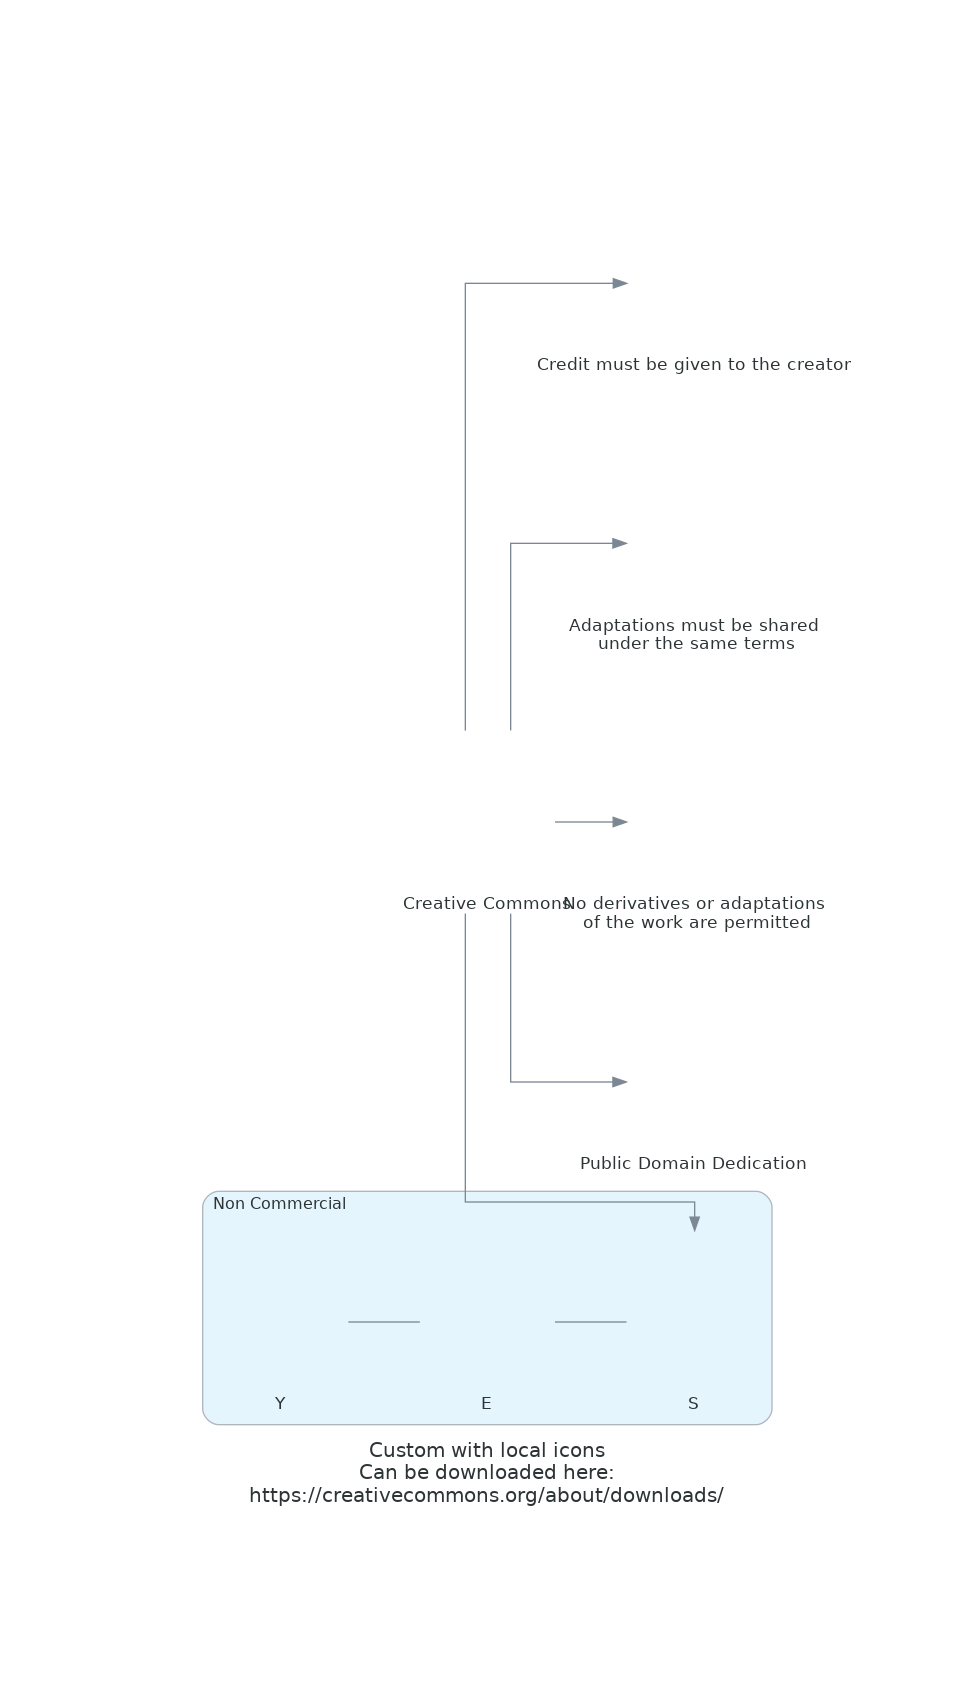 Credit must be given to the creator
Adaptations must be shared
under the same terms
Creative Commons
No derivatives or adaptations
of the work are permitted
Public Domain Dedication
Non Commercial
Y
E
S
Custom with local icons
Can be downloaded here:
https://creativecommons.org/about/downloads/